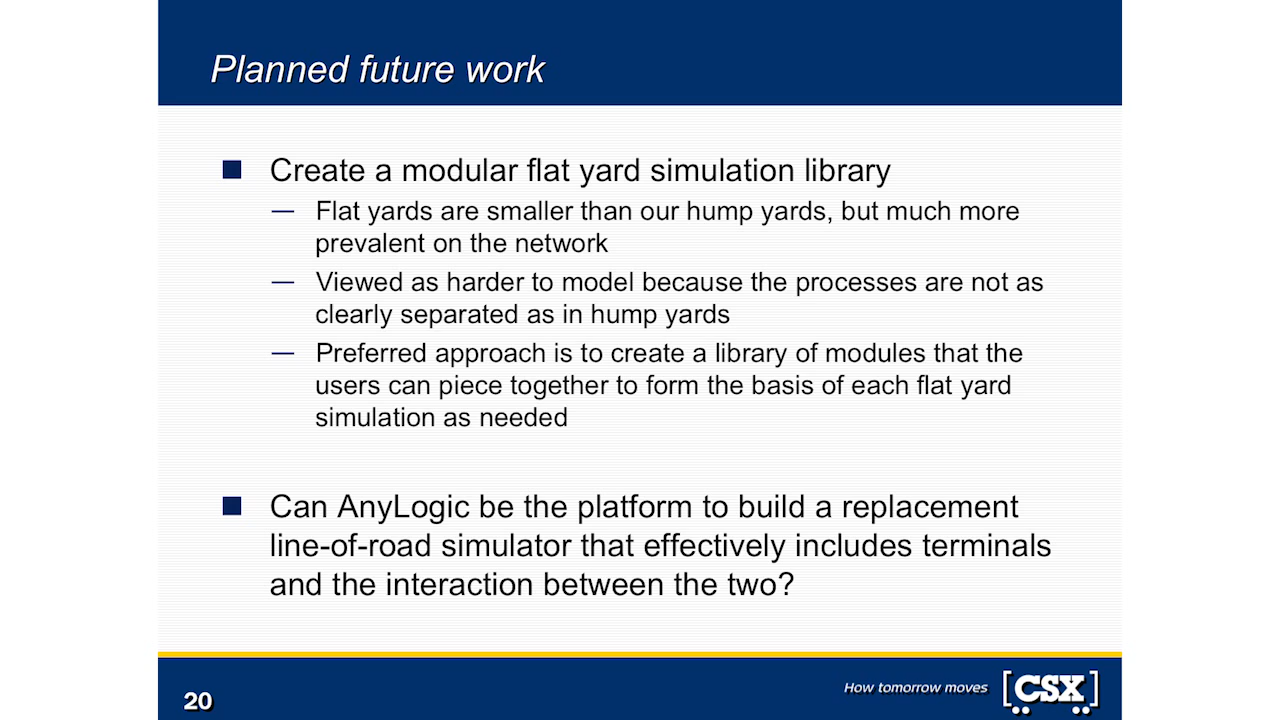 Planned future work
■ Create a modular flat yard simulation library
— Flat yards are smaller than our hump yards, but much more
prevalent on the network
— Viewed as harder to model because the processes are not as
clearly separated as in hump yards
— Preferred approach is to create a library of modules that the
users can piece together to form the basis of each flat yard
simulation as needed
■ Can AnyLogic be the platform to build a replacement
line-of-road simulator that effectively includes terminals
and the interaction between the two?
20
How tomorrow moves
[CSX]